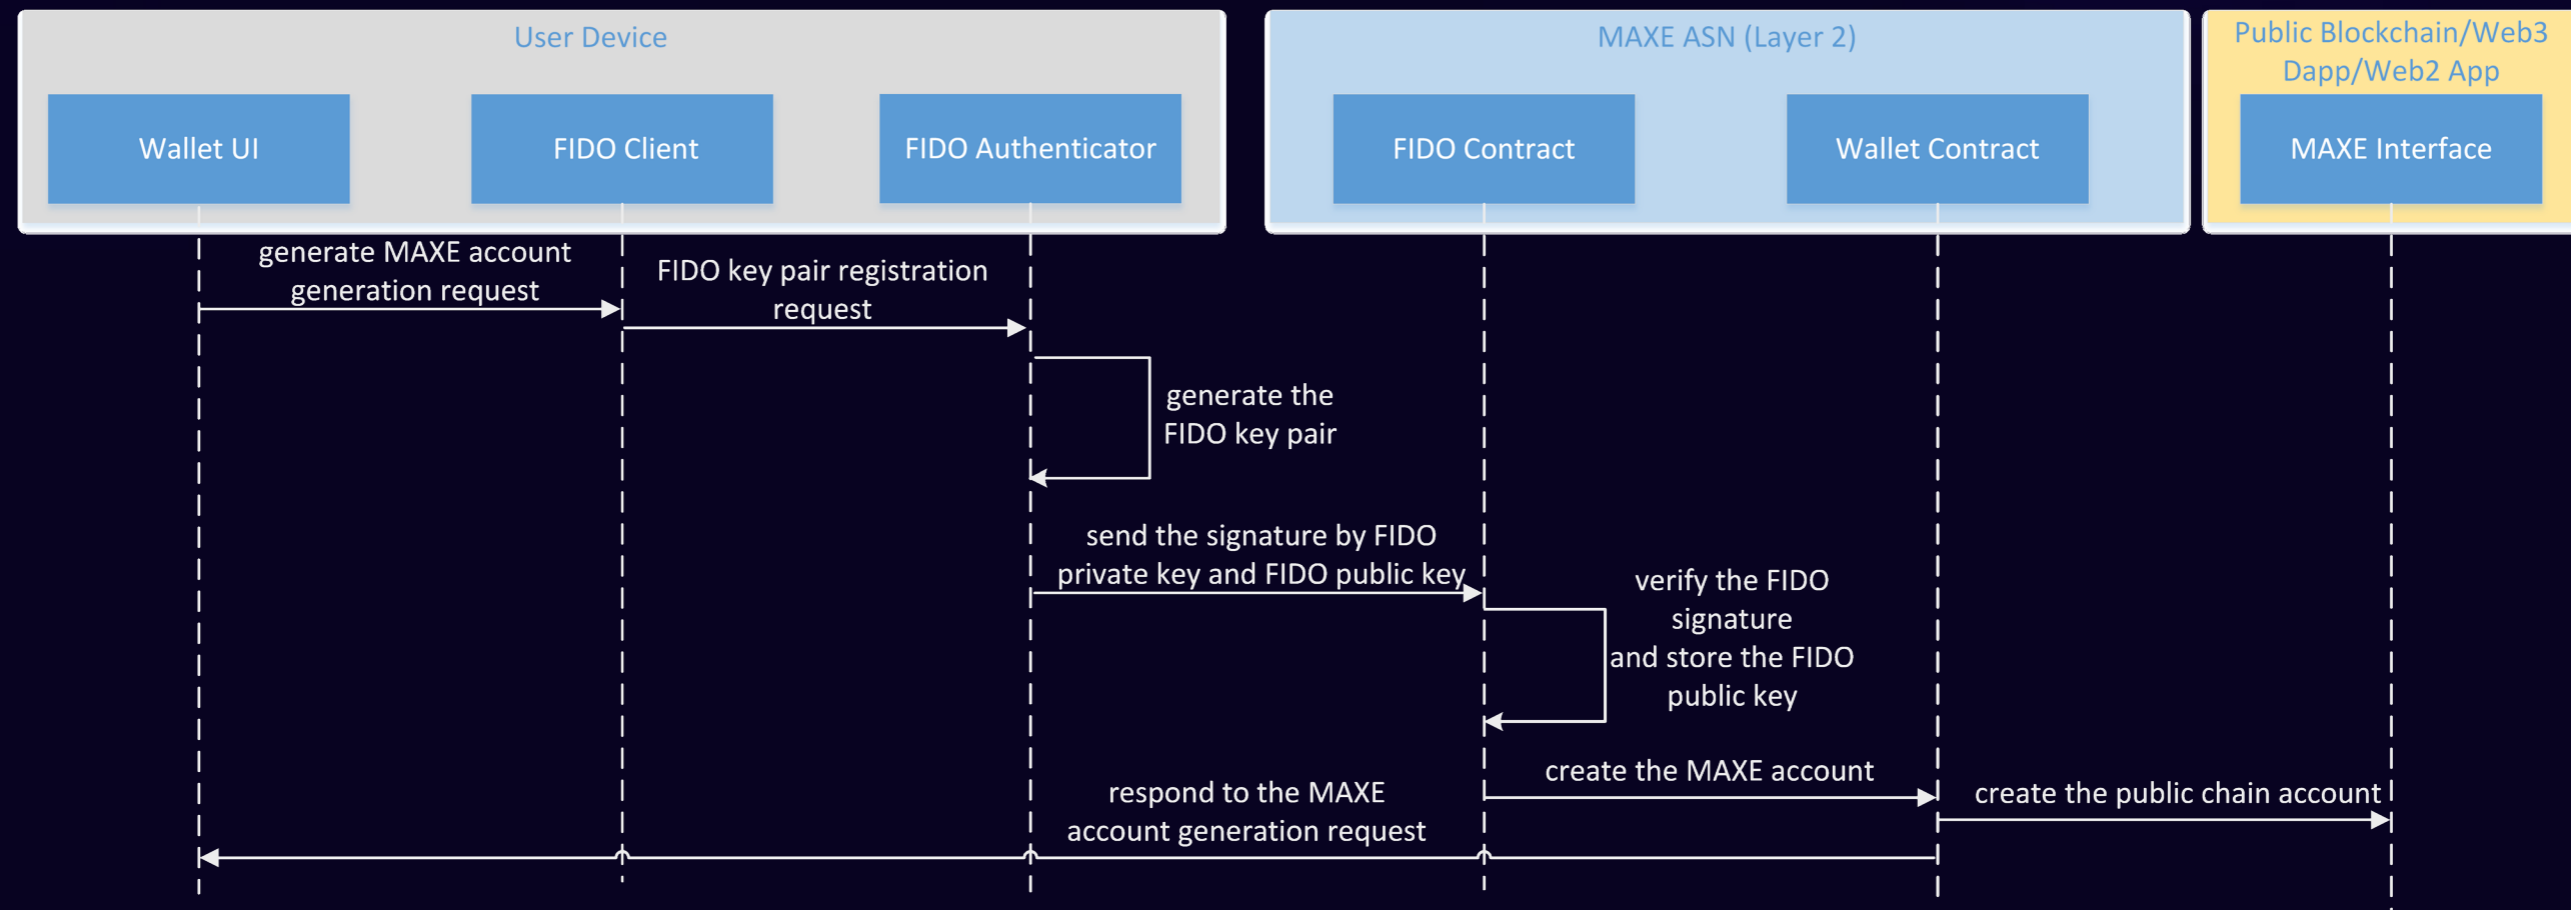 User Device
MAXE ASN (Layer 2)
Public Blockchain/Web3
Dapp/Web2 App
Wallet UI
FIDO Client
FIDO Authenticator
FIDO Contract
Wallet Contract
MAXE Interface
generate MAXE account
generation request
FIDO key pair registration
request
generate the
FIDO key pair
send the signature by FIDO
private key and FIDO public key
verify the FIDO
signature
and store the FIDO
public key
create the MAXE account
create the public chain account
respond to the MAXE
account generation request